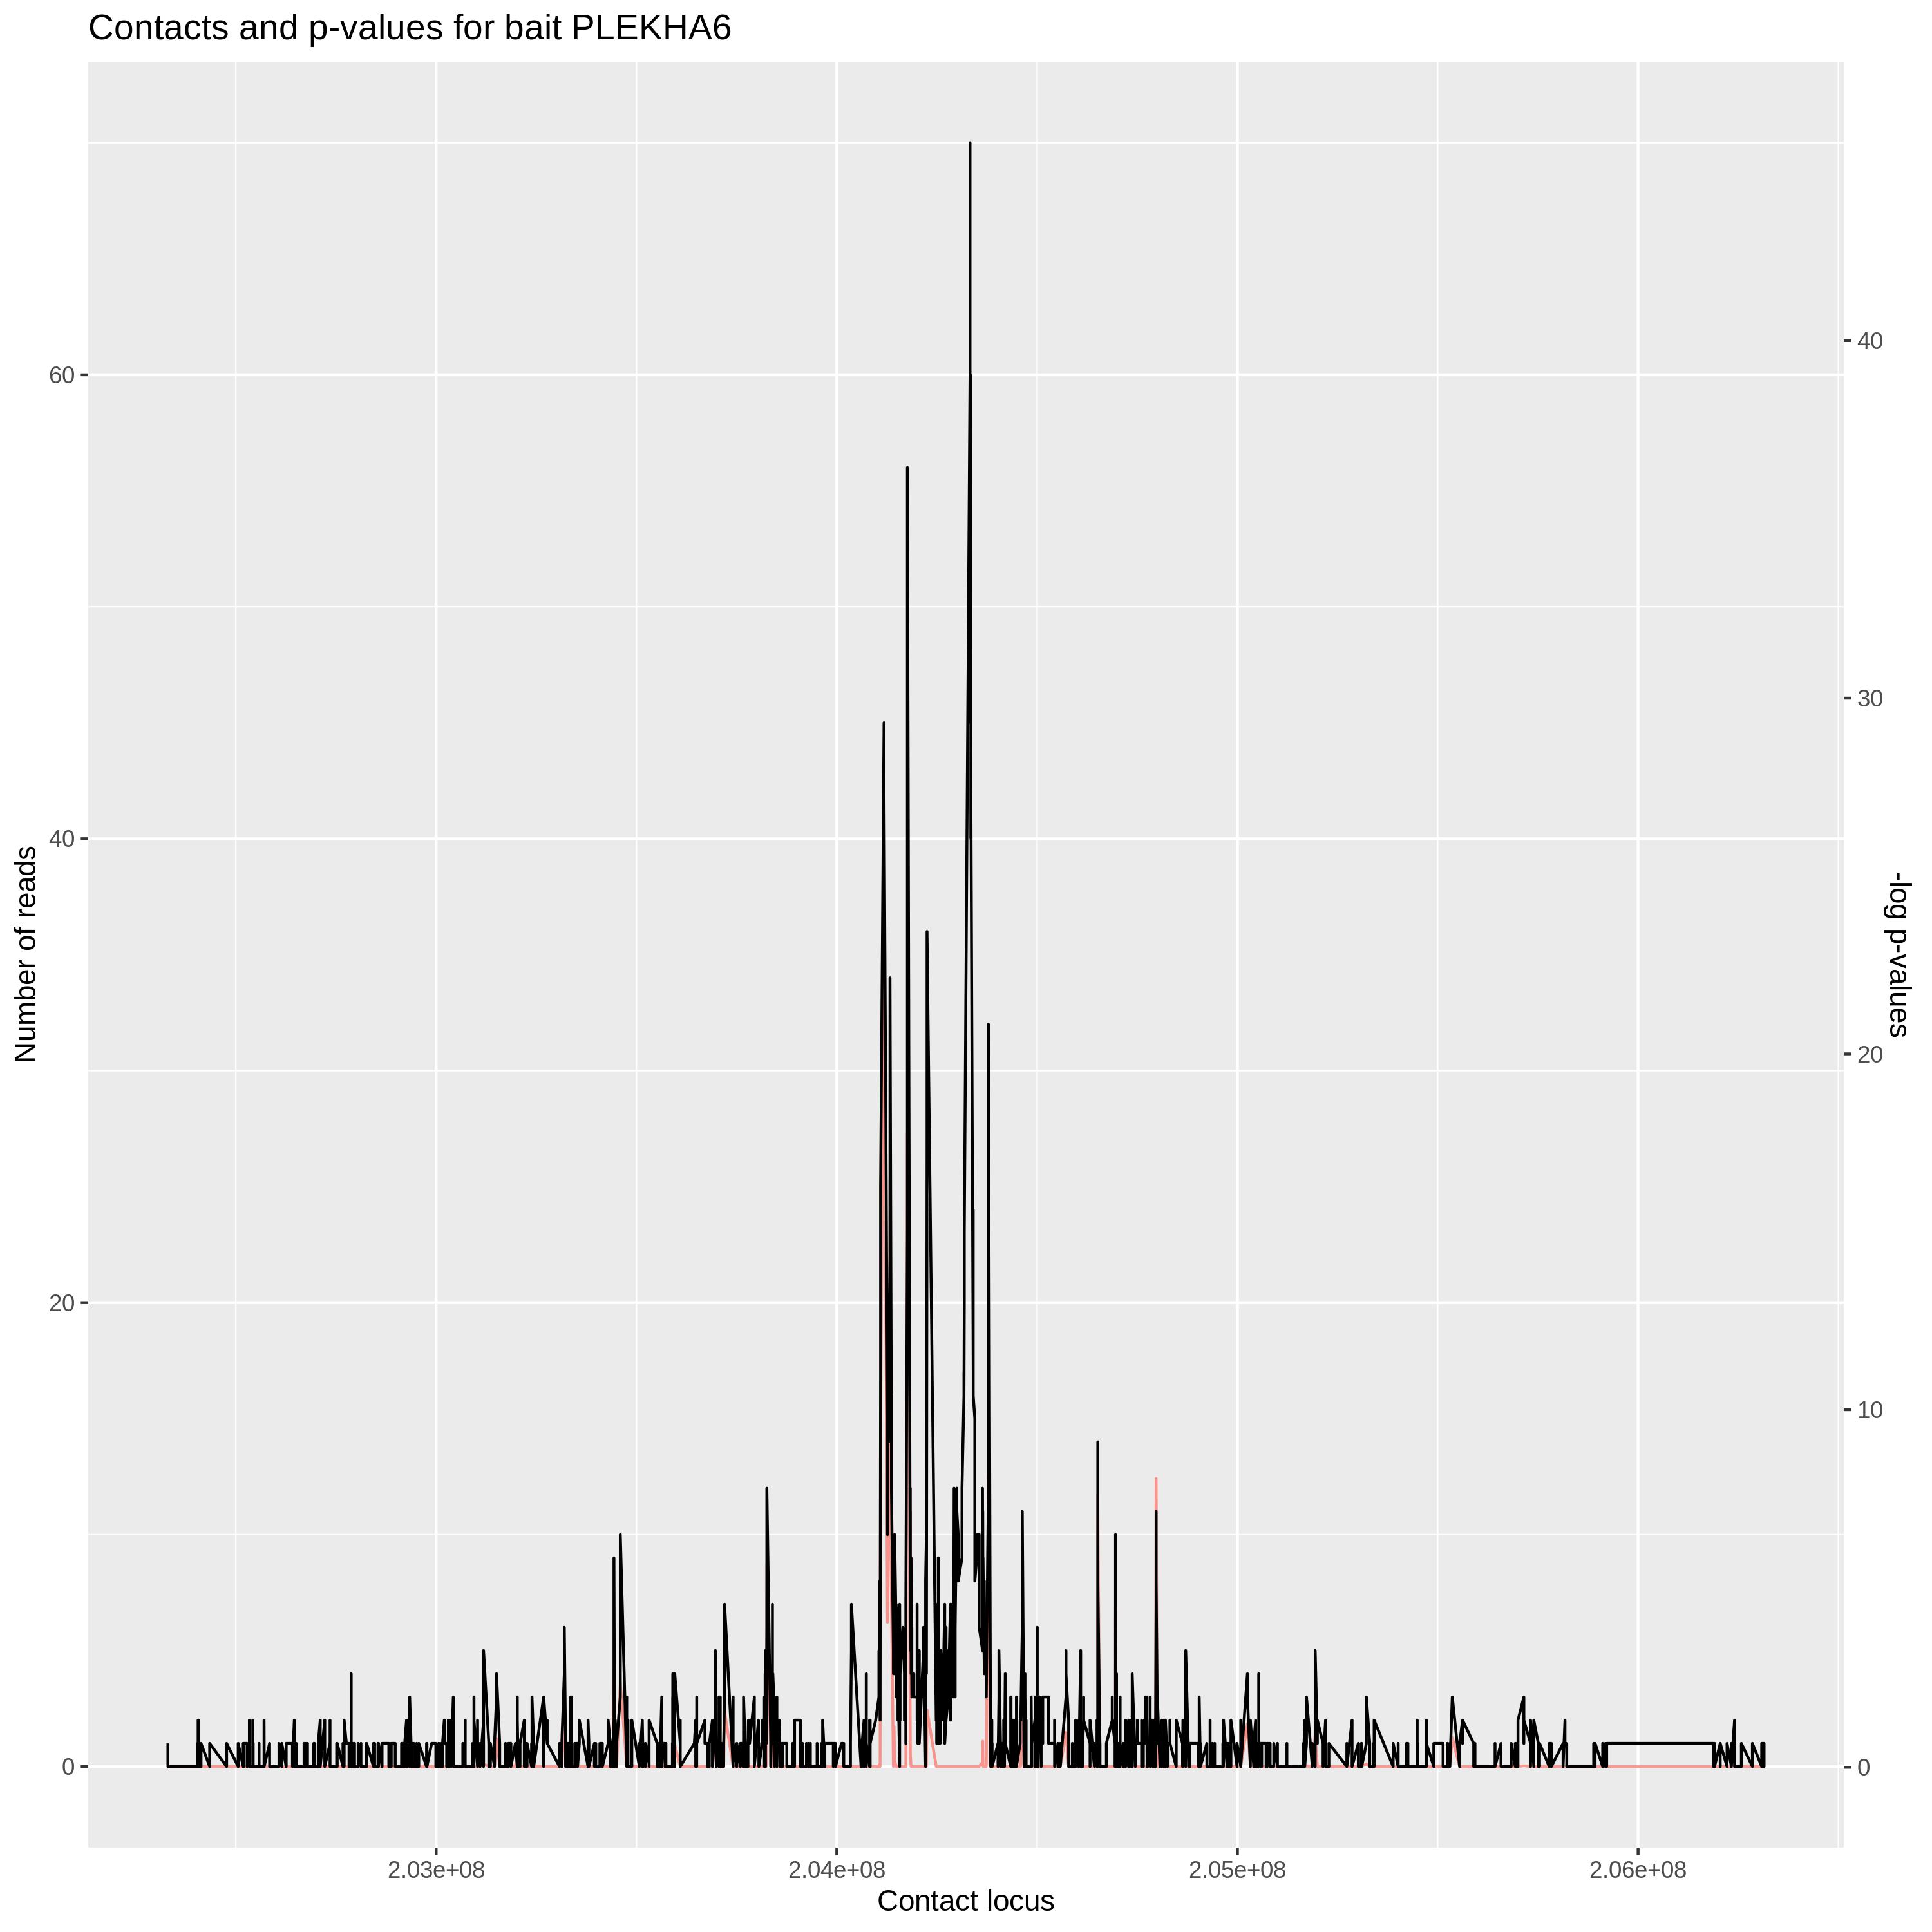 Contacts and p-values for bait PLEKHA6
Number of reads
60
40
20
0
40
30
20
10
0
-log p-values
2.03e+08 2.04e+08 2.05e+08 2.06e+08
Contact locus